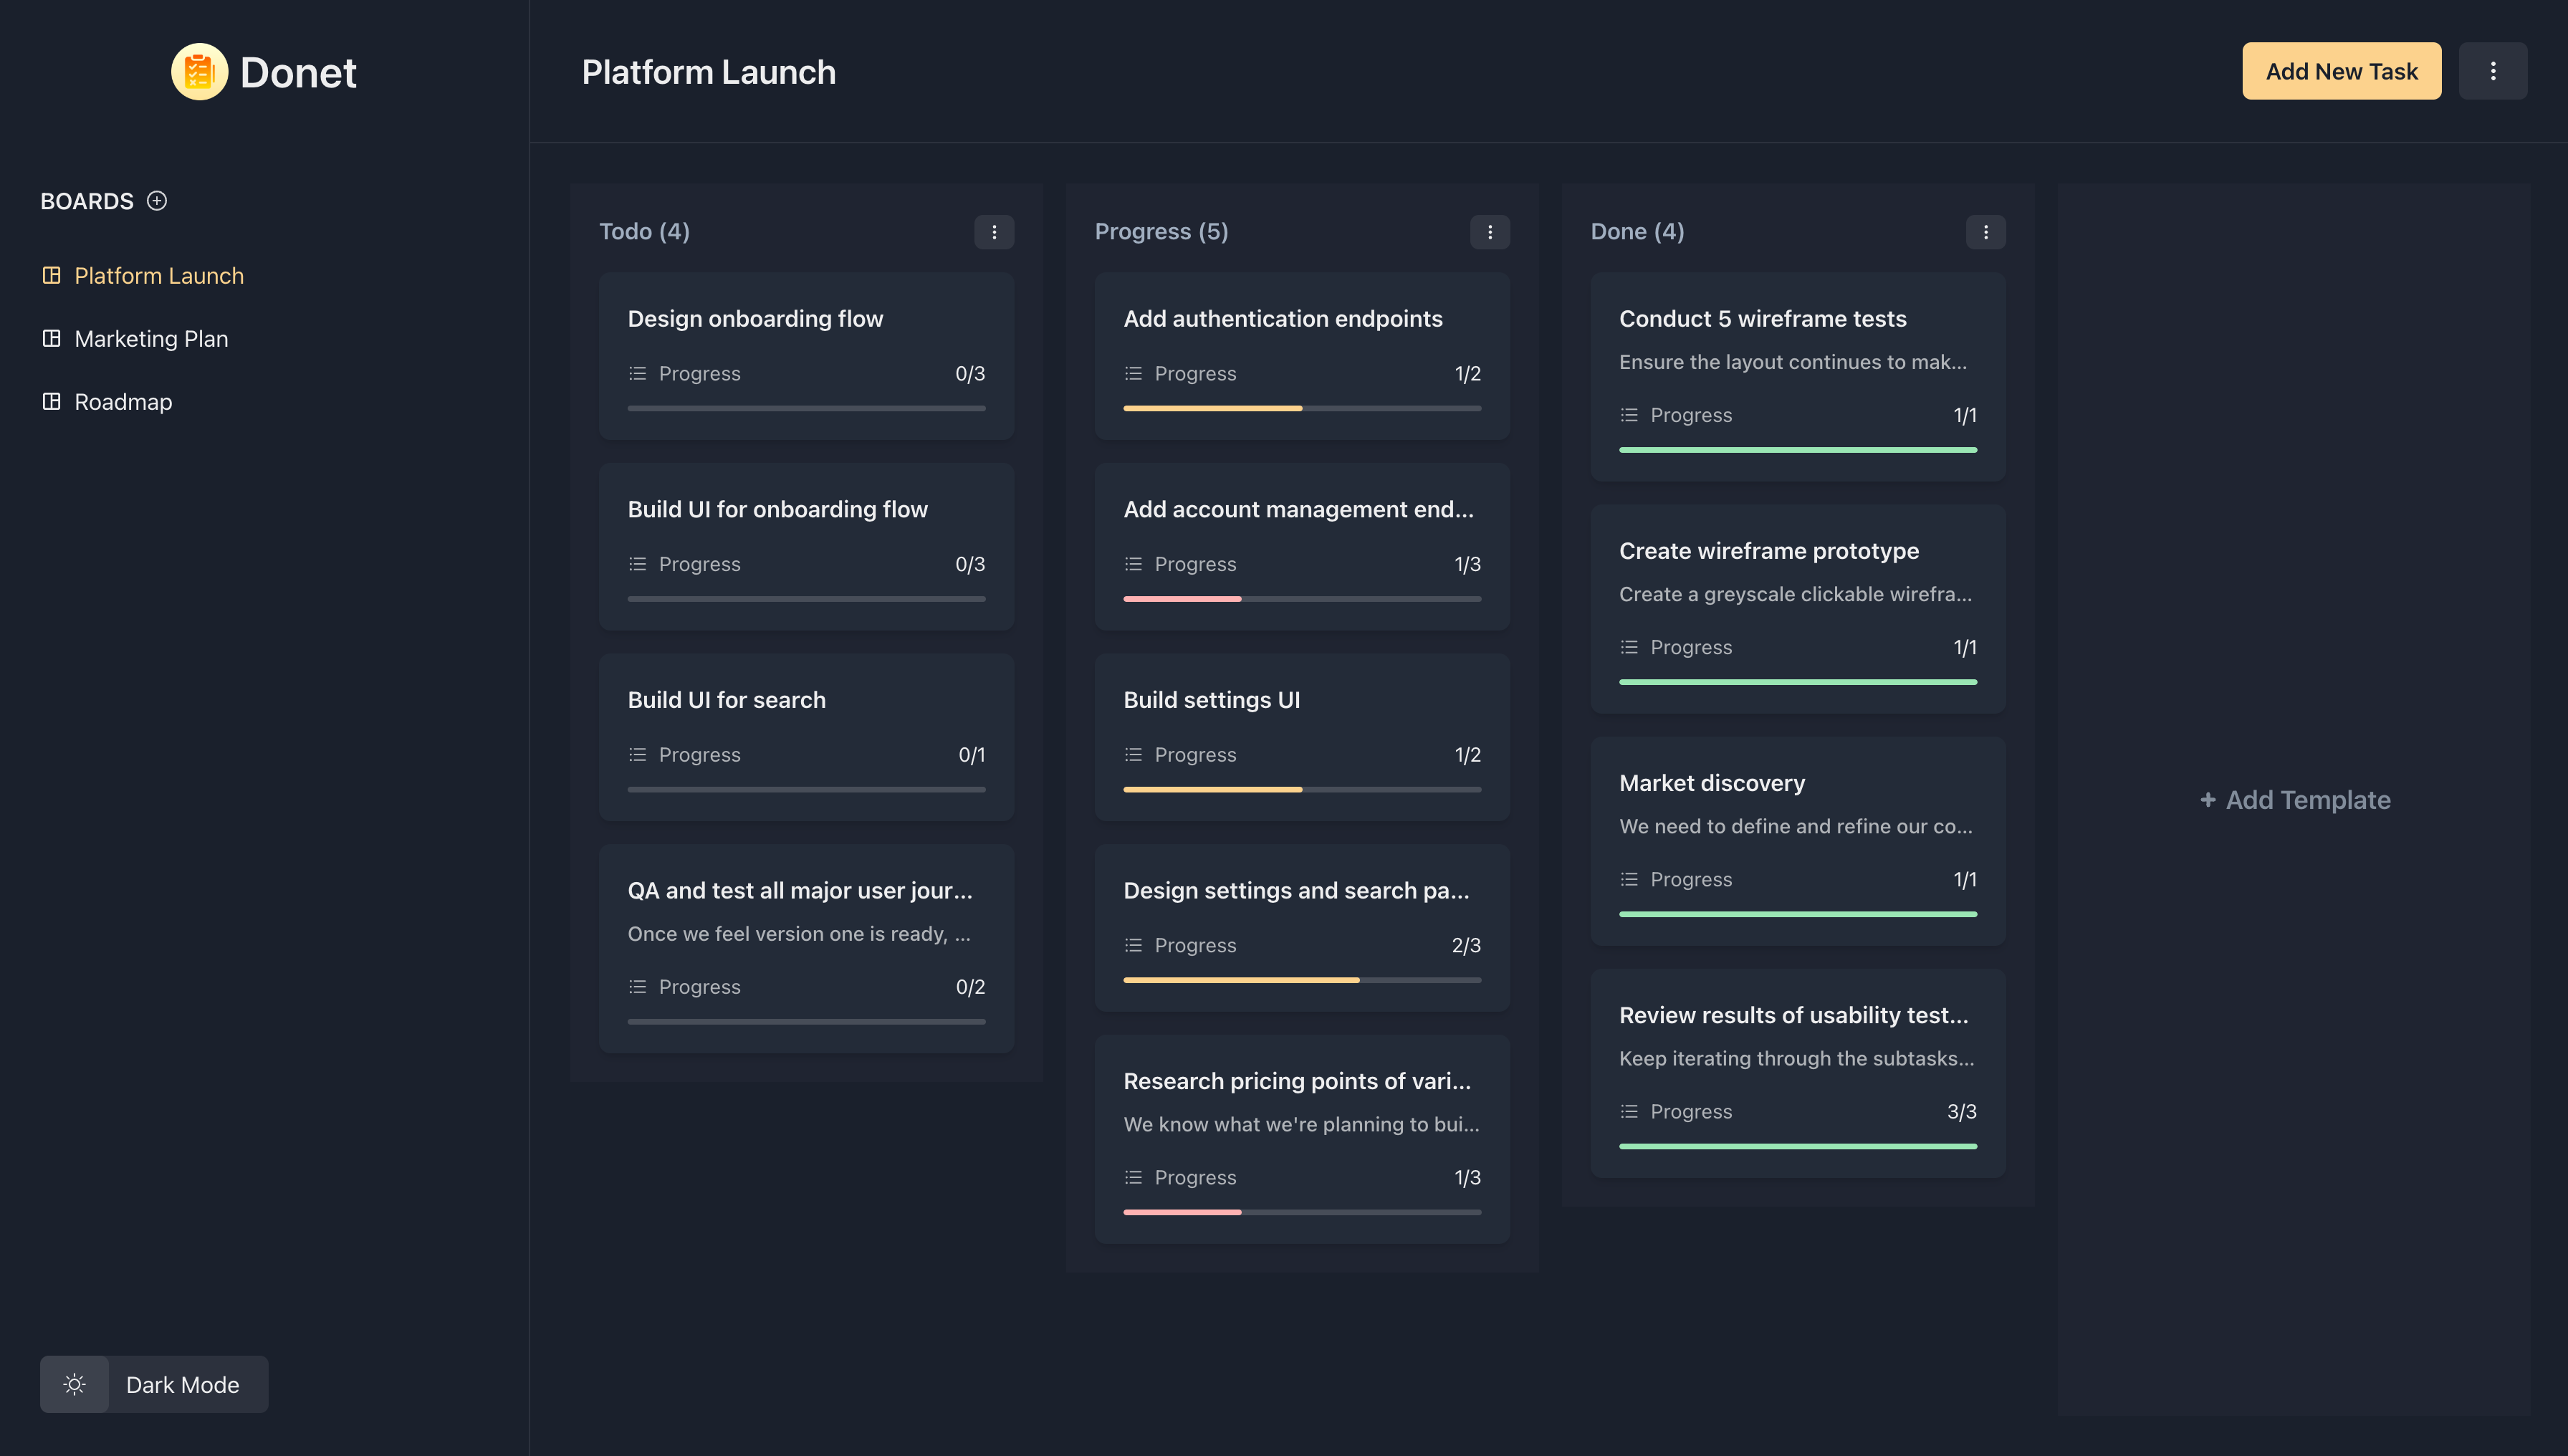 Donet
BOARDS
Platform Launch
Marketing Plan
Roadmap
Dark Mode
Platform Launch
Add New Task
Todo (4)
Design onboarding flow
Progress 0/3
Build UI for onboarding flow
Progress 0/3
Build UI for search
Progress 0/1
QA and test all major user jour...
Once we feel version one is ready, ...
Progress 0/2
Progress (5)
Add authentication endpoints
Progress 1/2
Add account management end...
Progress 1/3
Build settings UI
Progress 1/2
Design settings and search pa...
Progress 2/3
Research pricing points of vari...
We know what we're planning to bui...
Progress 1/3
Done (4)
Conduct 5 wireframe tests
Ensure the layout continues to mak...
Progress 1/1
Create wireframe prototype
Create a greyscale clickable wirefra...
Progress 1/1
Market discovery
We need to define and refine our co...
Progress 1/1
Review results of usability test...
Keep iterating through the subtasks...
Progress 3/3
+ Add Template